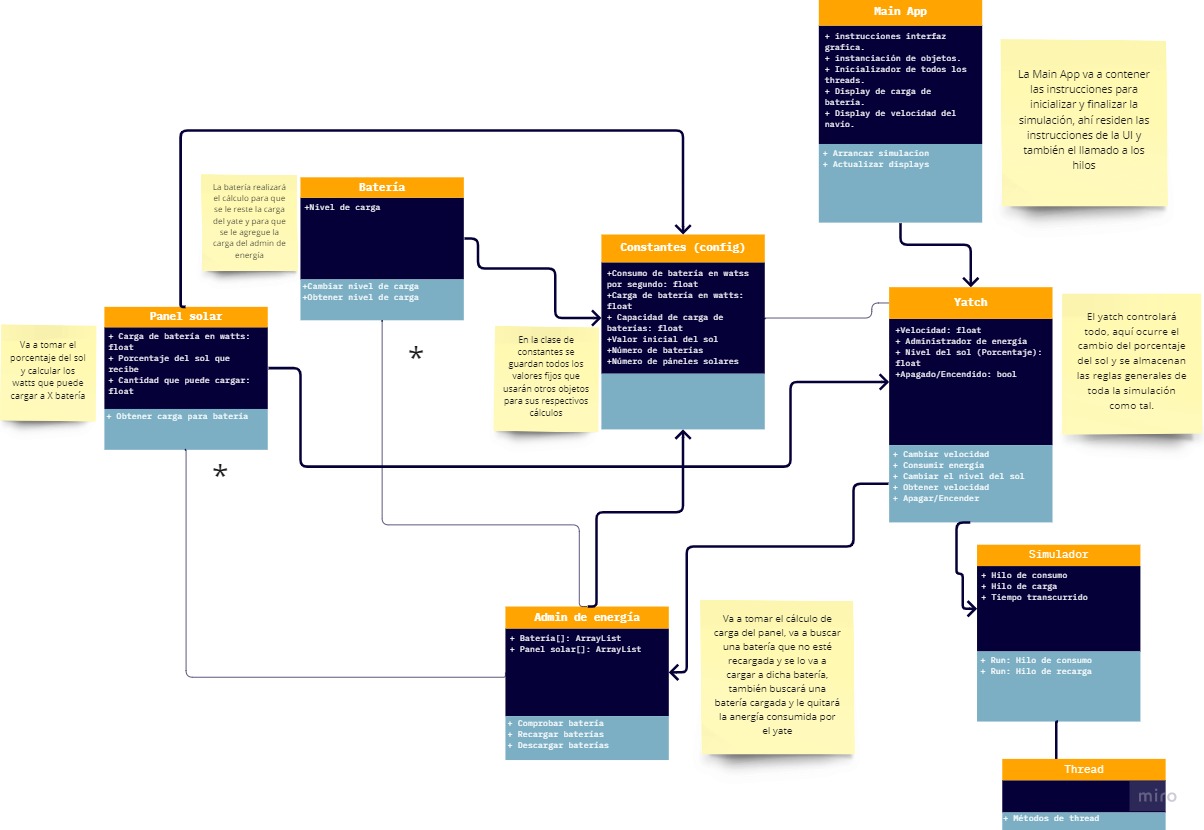 Main App
+ instrucciones interfaz
grafica.
+ instanciación de objetos.
+ Inicializador de todos los
threads.
+ Display de carga de
batería.
+ Display de velocidad del
navío.
+ Arrancar simulacion
+ Actualizar displays
La Main App va a contener
las instrucciones para
inicializar y finalizar la
simulación, ahí residen las
instrucciones de la UI y
también el llamado a los
hilos
La batería realizará
el cálculo para que
se le reste la carga
del yate y para que
se le agregue la
carga del admin de
energía
Batería
+Nivel de carga
+Cambiar nivel de carga
+Obtener nivel de carga
*
Constantes (config)
+Consumo de batería en watss
por segundo: float
+Carga de batería en watts:
float
+ Capacidad de carga de
baterías: float
+Valor inicial del sol
+Número de baterias
+Número de páneles solares
En la clase de
constantes se
guardan todos los
valores fijos que
usarán otros objetos
para sus respectivos
cálculos
Yatch
+Velocidad: float
+ Administrador de energia
+ Nivel del sol (Porcentaje):
float
+Apagado/Encendido: bool
+ Cambiar velocidad
+ Consumir energía
+ Cambiar el nivel del sol
+ Obtener velocidad
+ Apagar/Encender
El yatch controlará
todo, aquí ocurre el
cambio del porcentaje
del sol y se almacenan
las reglas generales de
toda la simulación
como tal.
Va a tomar el
porcentaje del sol
y calcular los
watts que puede
cargar a X batería
Panel solar
+ Carga de batería en watts:
float
+ Porcentaje del sol que
recibe
+ Cantidad que puede cargar:
float
+ Obtener carga para bateria
*
Admin de energía
+ Batería[]: ArrayList
+ Panel solar[]: ArrayList
+ Comprobar bateria
+ Recargar baterías
+ Descargar baterías
Va a tomar el cálculo de
carga del panel, va a buscar
una batería que no esté
recargada y se lo va a
cargar a dicha batería,
también buscará una
batería cargada y le quitará
la anergía consumida por
el yate
Simulador
+ Hilo de consumo
+ Hilo de carga
+ Tiempo transcurrido
+ Run: Hilo de consumo
+ Run: Hilo de recarga
Thread
miro
+ Métodos de thread